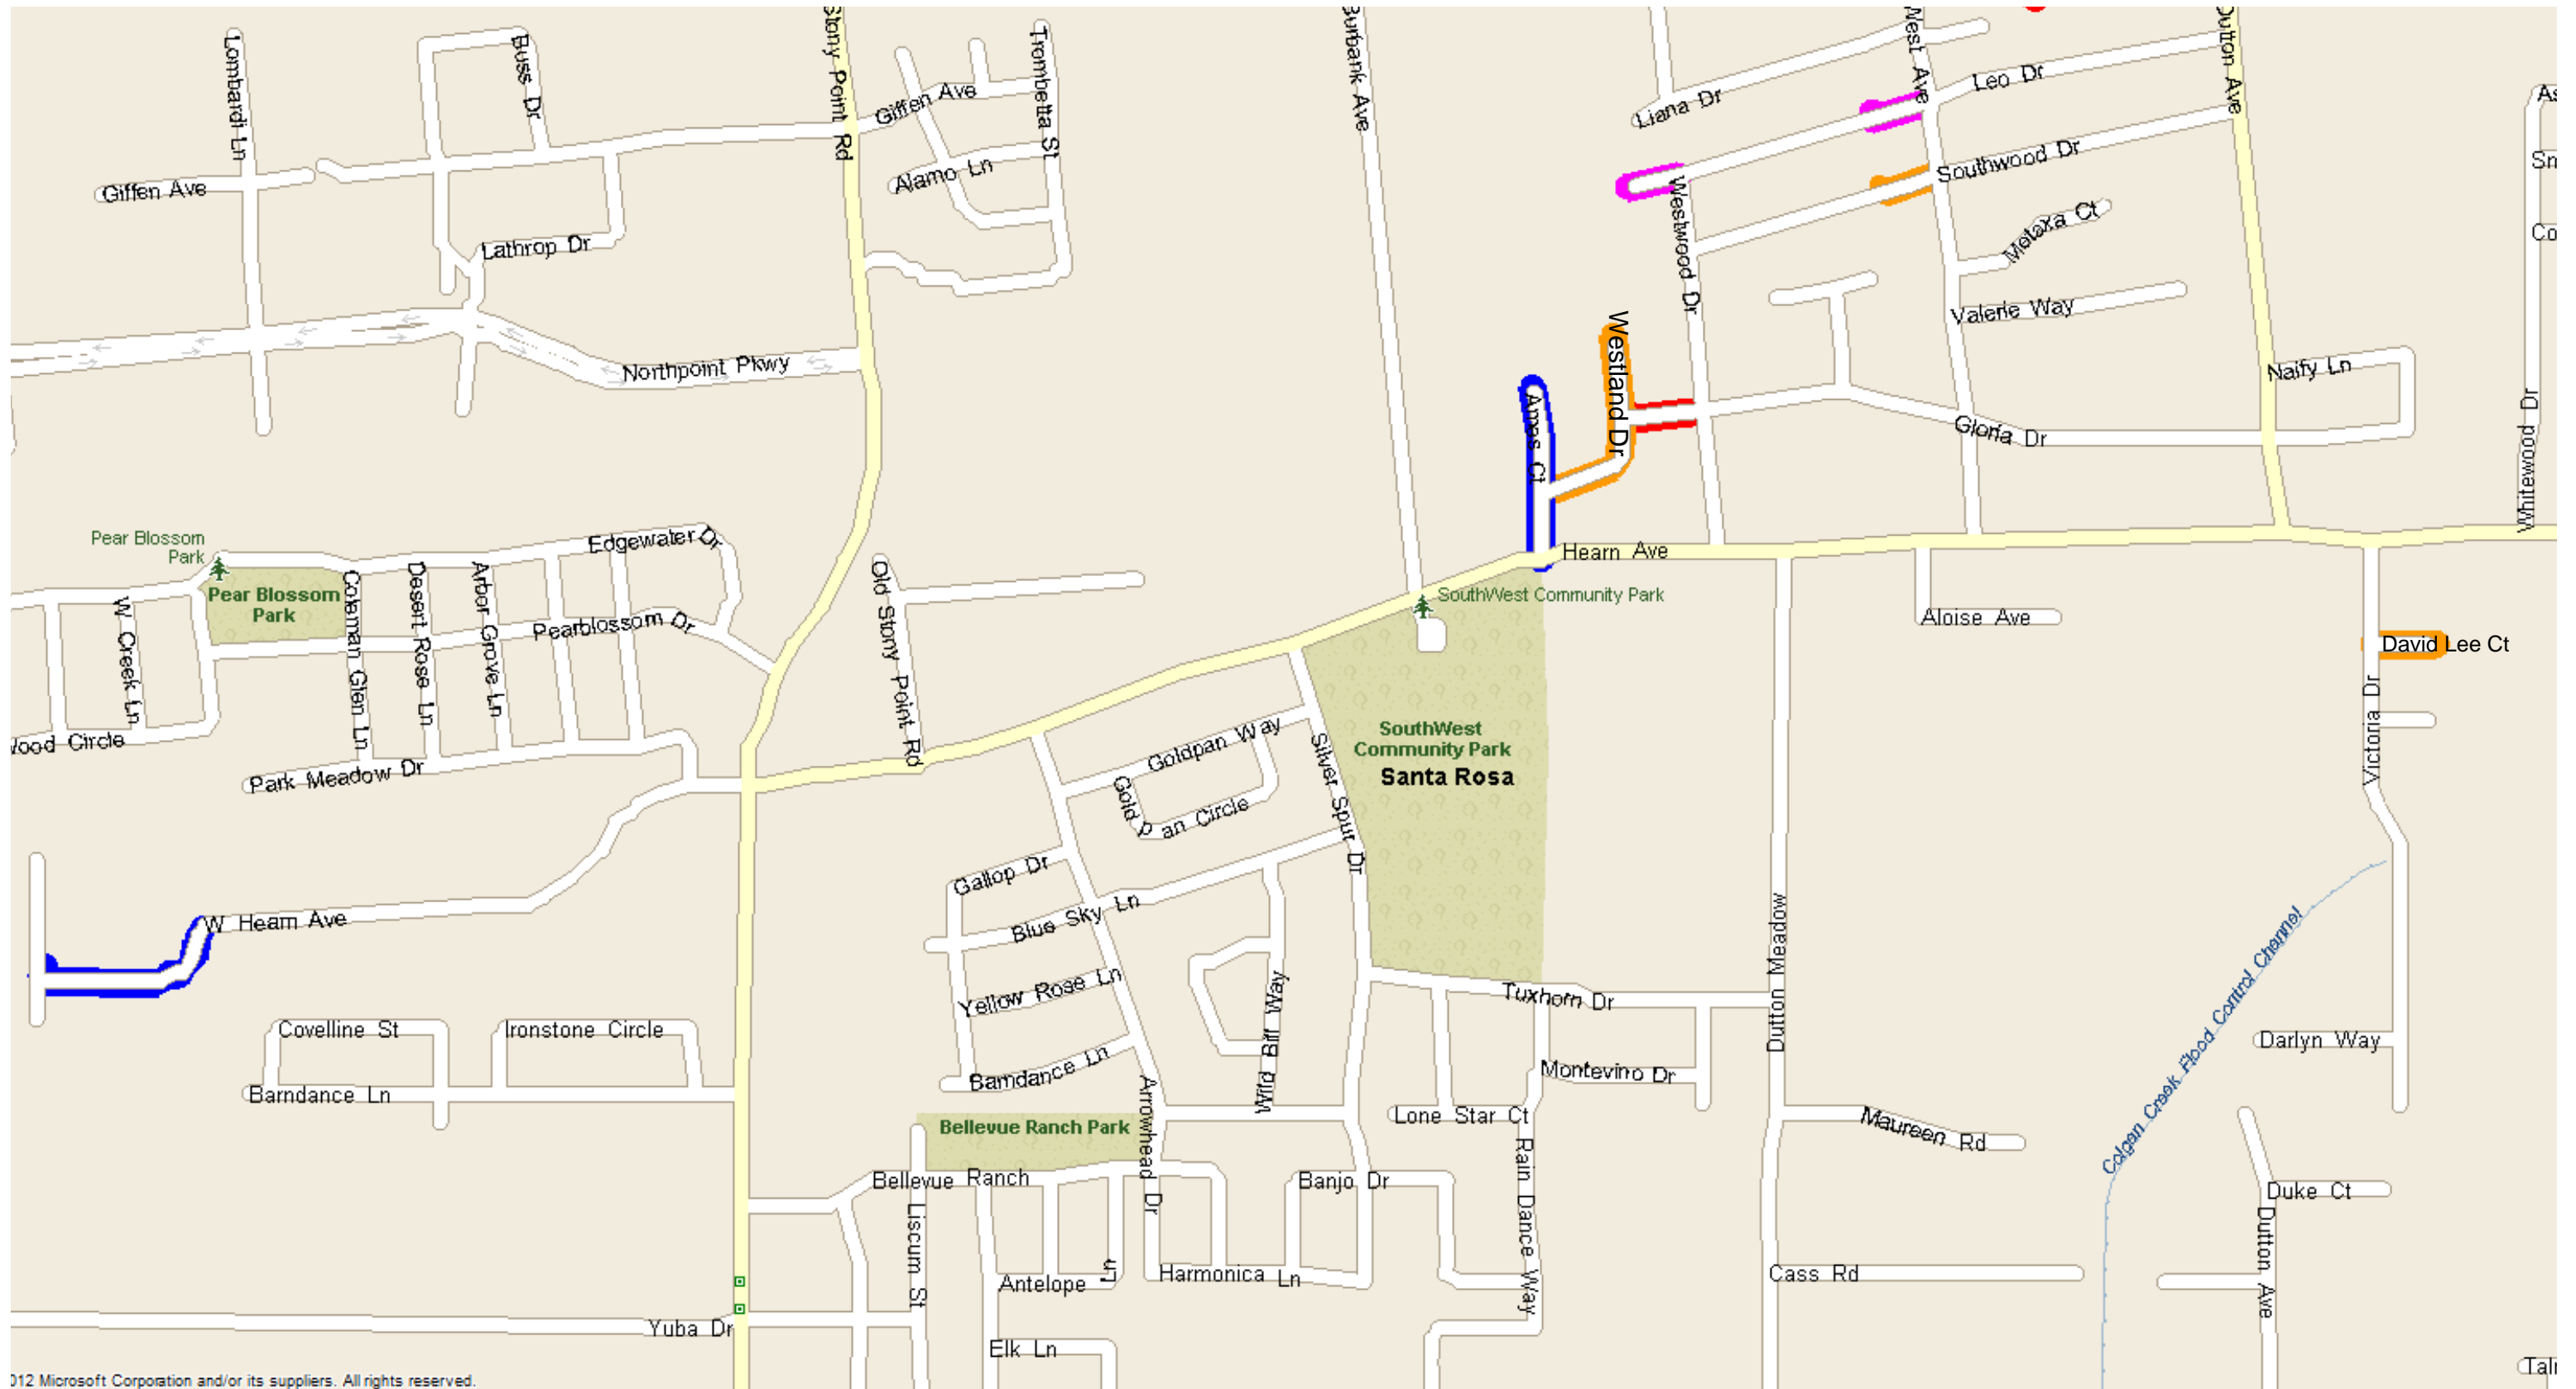 Lombardi Ln
Buss Dr
Stony Point Rd
Giffen Ave
Trombetta St
Burbank Ave
West Ave
Dutton Ave
Leo Dr
Liana Dr
Alamo Ln
Giffen Ave
Southwood Dr
Westwood Dr
Metaxa Ct
Lathrop Dr
Valerie Way
Northpoint Pkwy
Westland Dr
Naify Ln
Ames Ct
Gloria Dr
Whitewood Dr
Pear Blossom
Park
Edgewater Dr
Hearn Ave
Pear Blossom
Park
W Creek Ln
Coleman Glen Ln
Desert Rose Ln
Arbor Grove Ln
Pearblossom Dr
Old Stony Point Rd
SouthWest Community Park
Aloise Ave
David Lee Ct
Victoria Dr
Wood Circle
Park Meadow Dr
Goldpan Way
Gold Pan Circle
Silver Spur Dr
SouthWest
Community Park
Santa Rosa
Gallop Dr
Blue Sky Ln
W Hearn Ave
Yellow Rose Ln
Wild Bill Way
Tuxhorn Dr
Dutton Meadow
Colgan Creek Flood Control Channel
Covelline St
Ironstone Circle
Barndance Ln
Barndance Ln
Montevino Dr
Darlyn Way
Arrowhead Dr
Bellevue Ranch Park
Lone Star Ct
Maureen Rd
Bellevue Ranch
Banjo Dr
Rain Dance Way
Duke Ct
Dutton Ave
Liscum St
Antelope Ln
Harmonica Ln
Cass Rd
Yuba Dr
Elk Ln
012 Microsoft Corporation and/or its suppliers. All rights reserved.